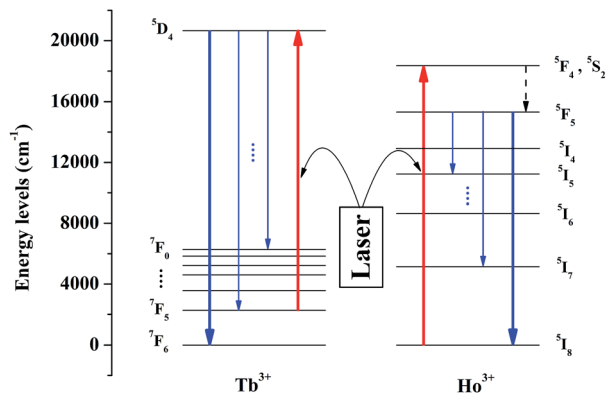 Energy levels (cm⁻¹)
20000
16000
12000
8000
4000
0
⁵D₄
⁷F₀
⁷F₅
⁷F₆
Tb³⁺
Laser
⁵F₄ , ⁵S₂
⁵F₅
⁵I₄
⁵I₅
⁵I₆
⁵I₇
⁵I₈
Ho³⁺